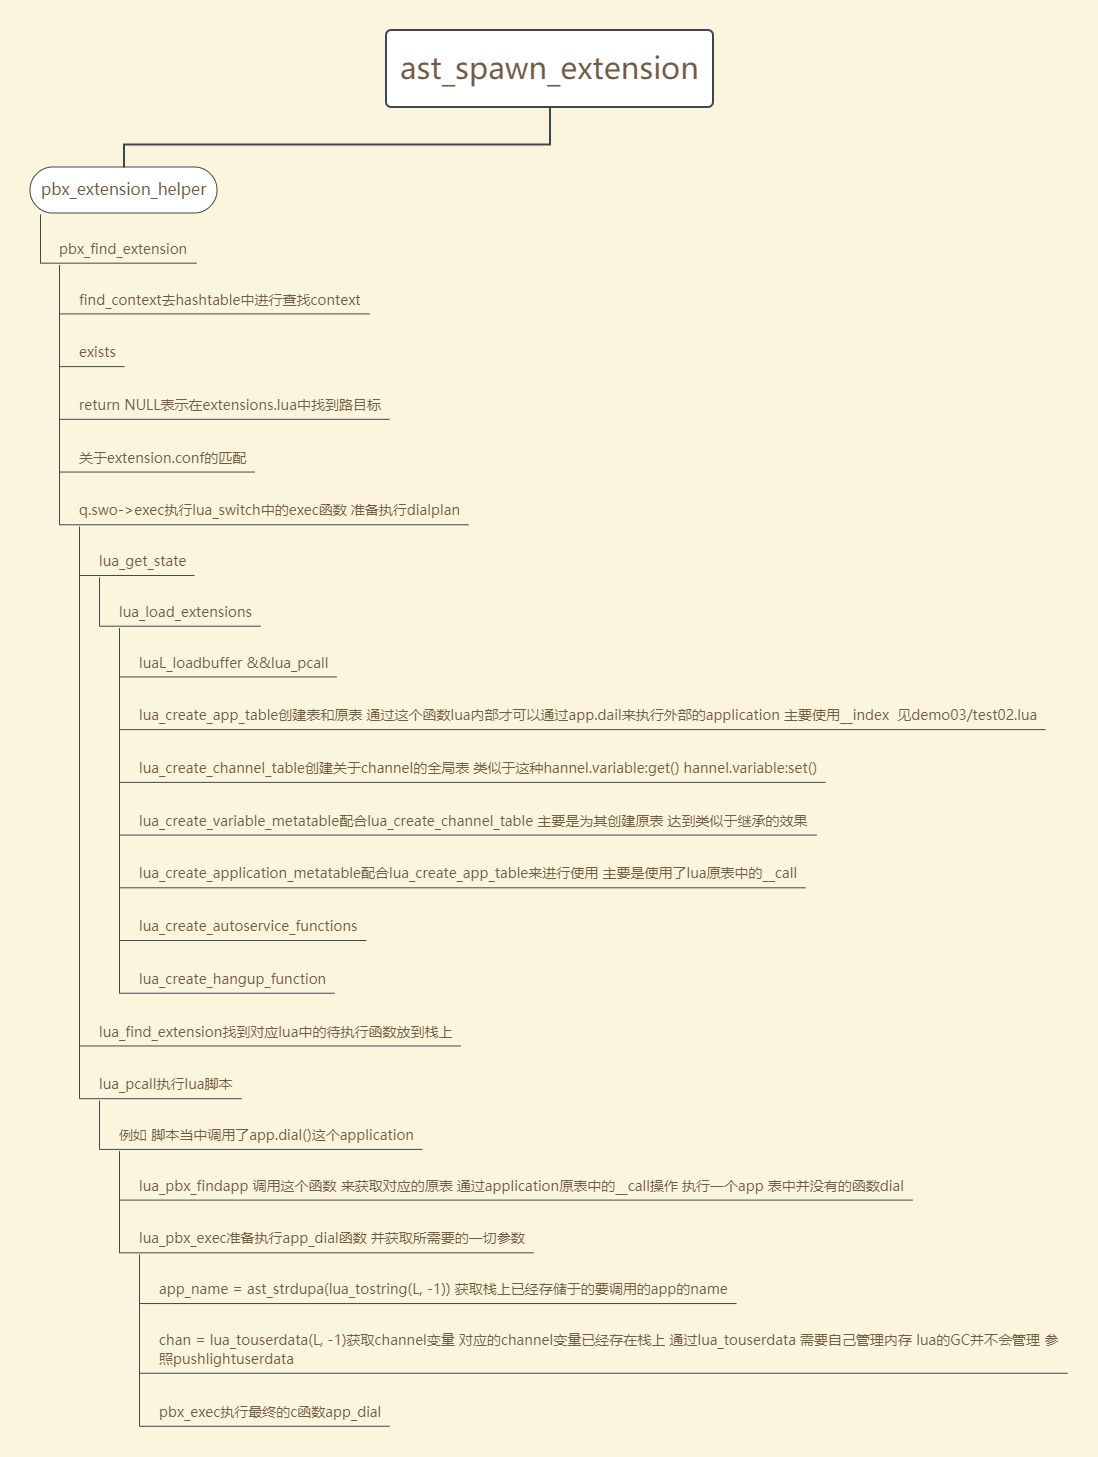 ast_spawn_extension
pbx_extension_helper
pbx_find_extension
find_context去hashtable中进行查找context
exists
return NULL表示在extensions.lua中找到路目标
关于extension.conf的匹配
q.swo->exec执行lua_switch中的exec函数 准备执行dialplan
lua_get_state
lua_load_extensions
luaL_loadbuffer &&lua_pcall
lua_create_app_table创建表和原表 通过这个函数lua内部才可以通过app.dail来执行外部的application 主要使用__index  见demo03/test02.lua
lua_create_channel_table创建关于channel的全局表 类似于这种hannel.variable:get() hannel.variable:set()
lua_create_variable_metatable配合lua_create_channel_table 主要是为其创建原表 达到类似于继承的效果
lua_create_application_metatable配合lua_create_app_table来进行使用 主要是使用了lua原表中的__call
lua_create_autoservice_functions
lua_create_hangup_function
lua_find_extension找到对应lua中的待执行函数放到栈上
lua_pcall执行lua脚本
例如 脚本当中调用了app.dial()这个application
lua_pbx_findapp 调用这个函数 来获取对应的原表 通过application原表中的__call操作 执行一个app 表中并没有的函数dial
lua_pbx_exec准备执行app_dial函数 并获取所需要的一切参数
app_name = ast_strdupa(lua_tostring(L, -1)) 获取栈上已经存储于的要调用的app的name
chan = lua_touserdata(L, -1)获取channel变量 对应的channel变量已经存在栈上 通过lua_touserdata 需要自己管理内存 lua的GC并不会管理 参
照pushlightuserdata
pbx_exec执行最终的c函数app_dial